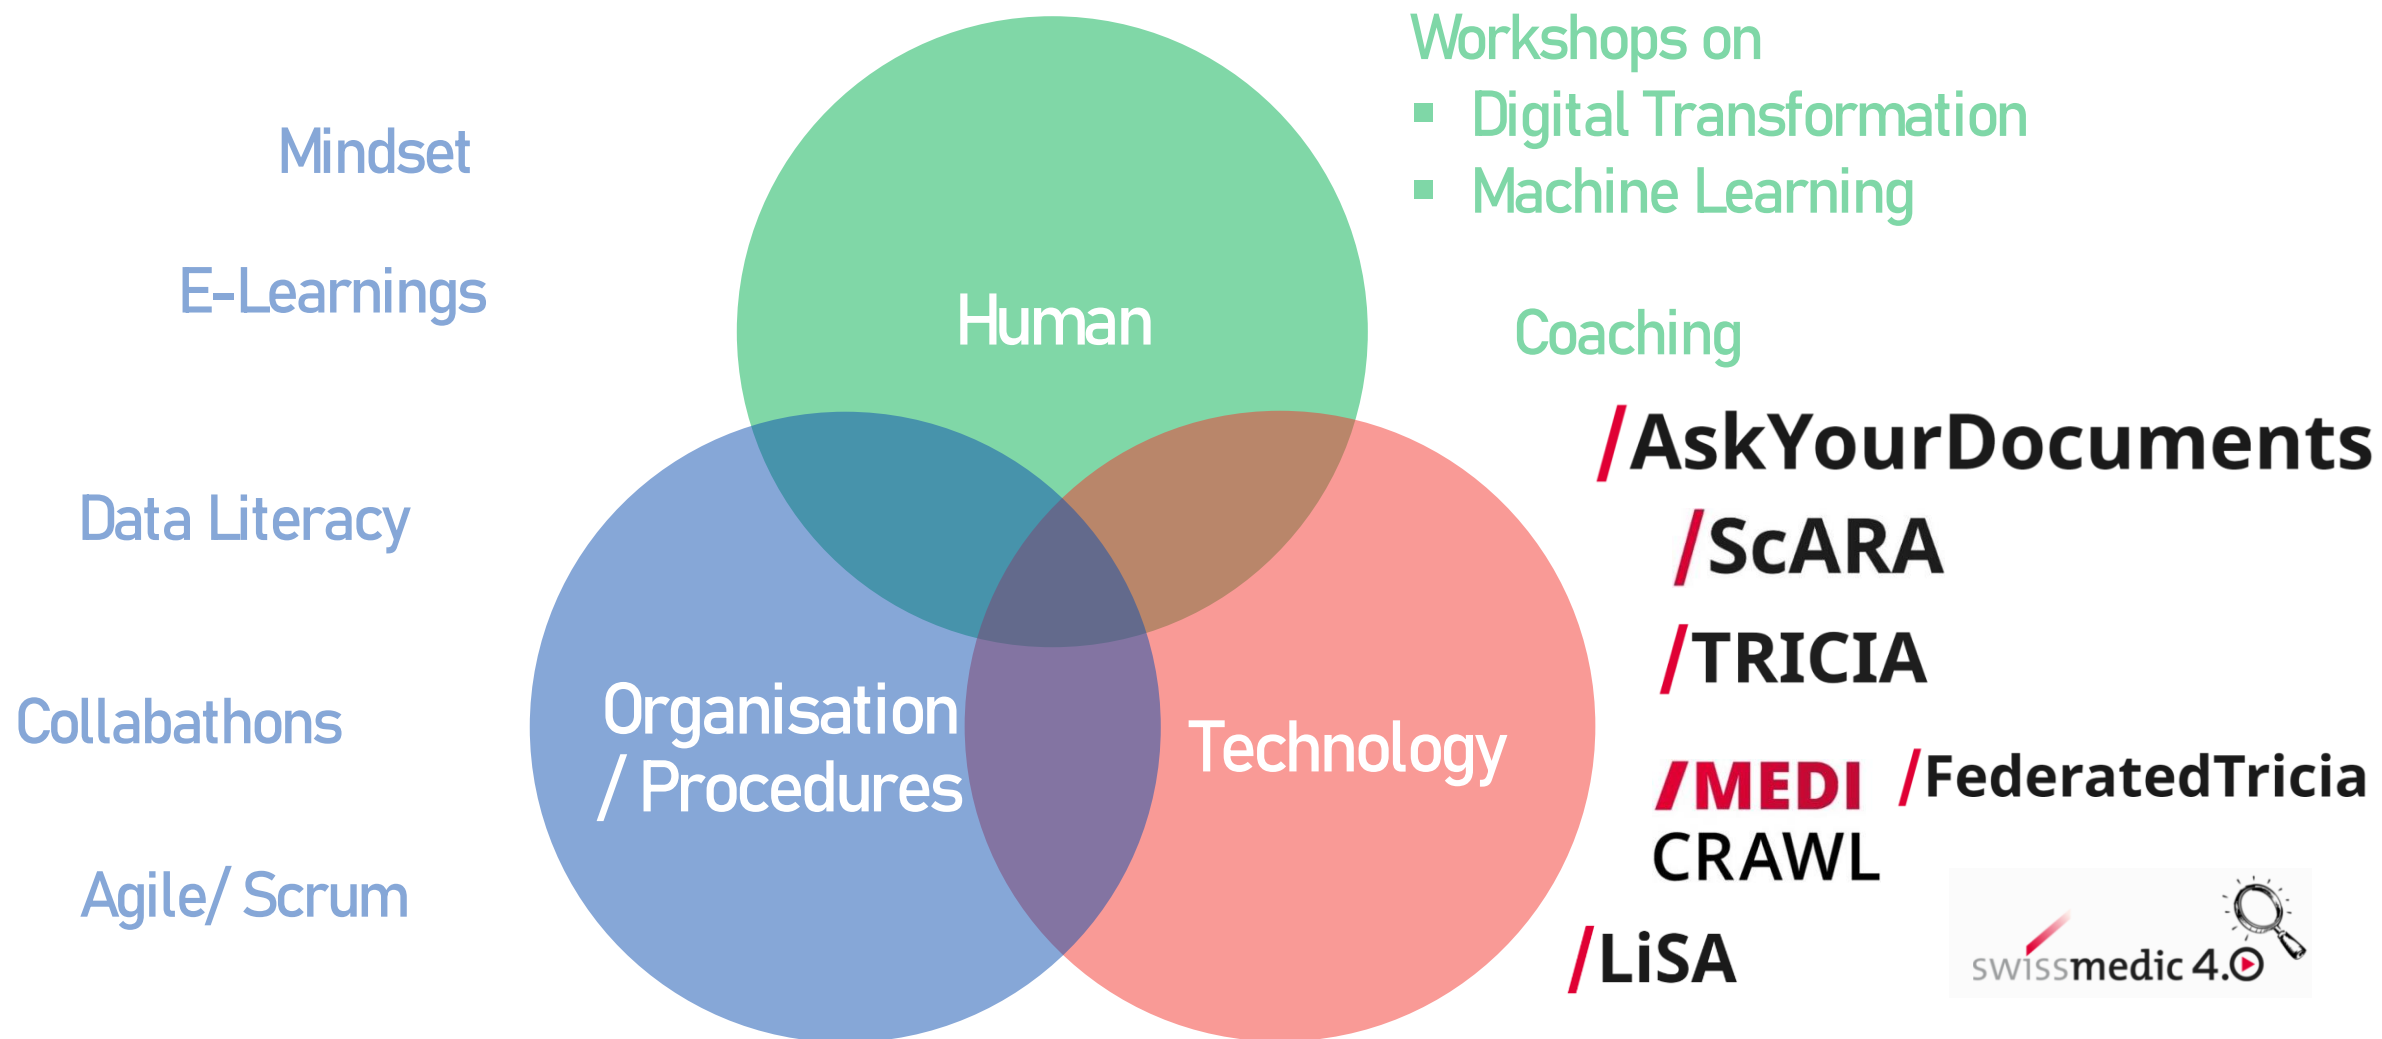 Workshops on
▪ Digital Transformation
▪ Machine Learning
Mindset
E-Learnings
Human
Coaching
/AskYourDocuments
Data Literacy
/ScARA
/TRICIA
Collabathons
Organisation
/ Procedures
Technology
/MEDI
CRAWL
/FederatedTricia
Agile/ Scrum
/LiSA
swissmedic 4.0